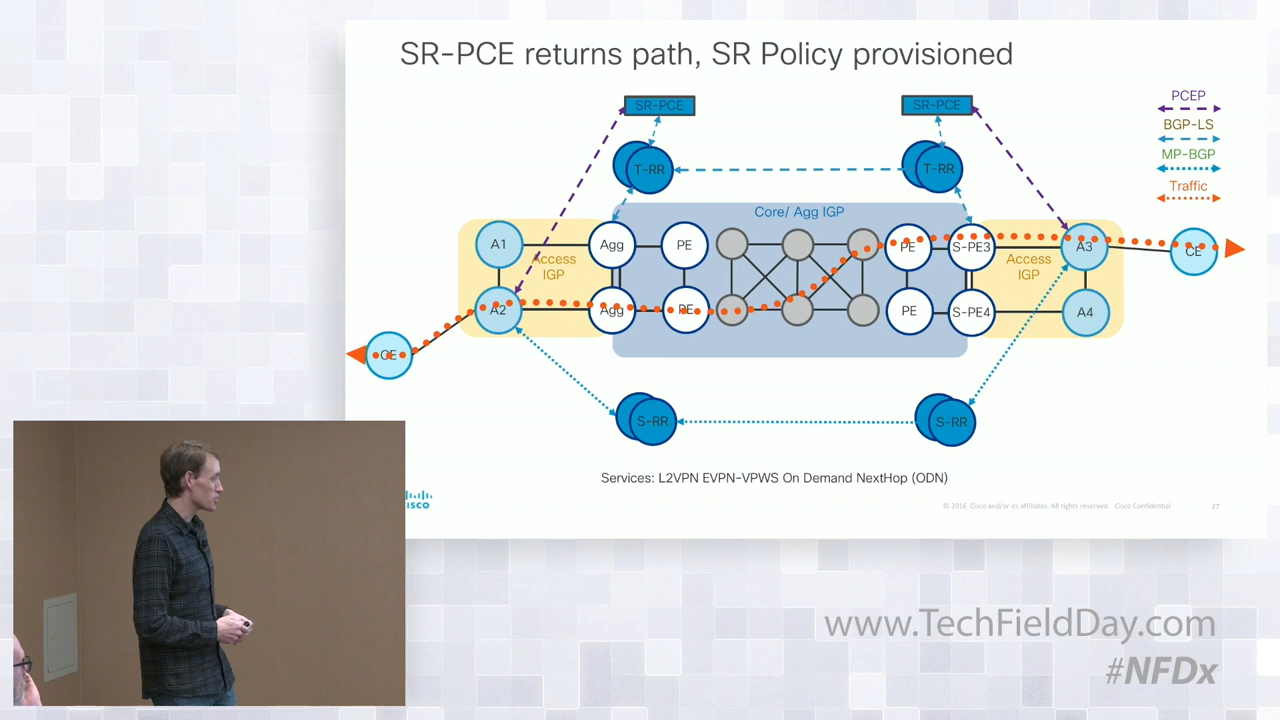 SR-PCE returns path, SR Policy provisioned
SR-PCE
SR-PCE
PCEP
BGP-LS
MP-BGP
Traffic
T-RR
T-RR
Core/ Agg IGP
A1
Agg
PE
PE
S-PE3
A3
CE
Access
IGP
Access
IGP
A2
Agg
PE
PE
S-PE4
A4
CE
S-RR
S-RR
Services: L2VPN EVPN-VPWS On Demand NextHop (ODN)
© 2016 Cisco and/or its affiliates. All rights reserved. Cisco Confidential
27
www.TechFieldDay.com
#NFDx